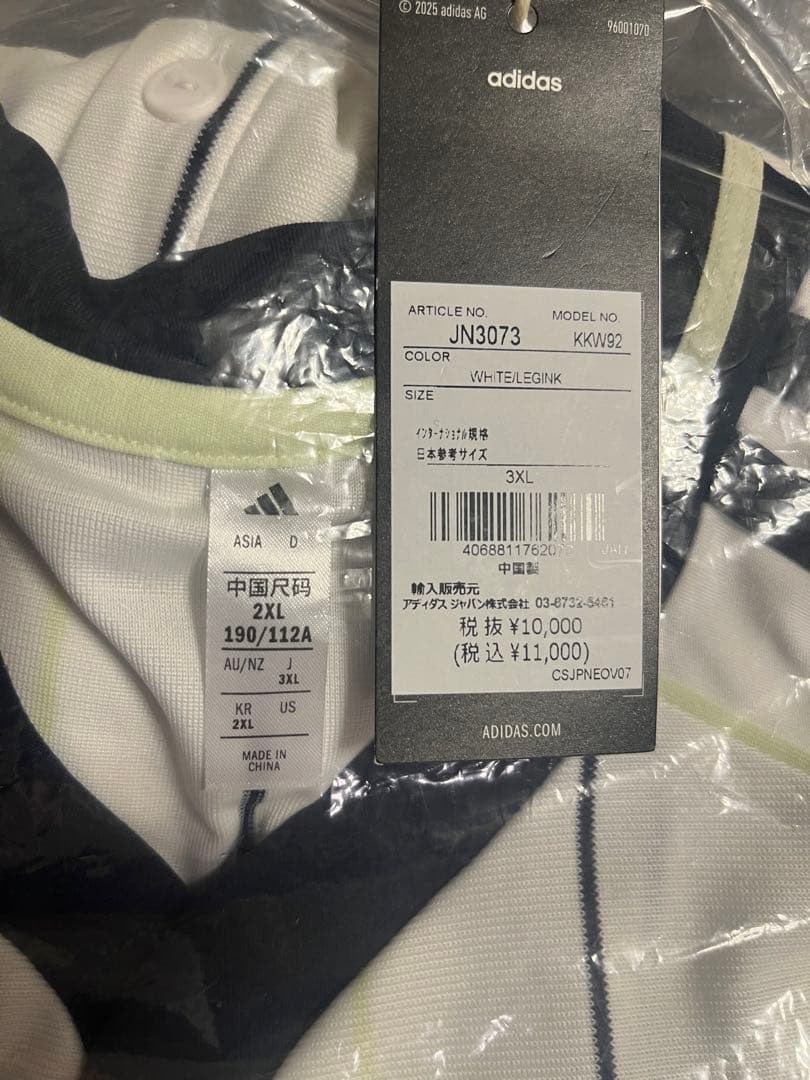 © 2025 adidas AG
96001070
adidas
ARTICLE NO.
MODEL NO.
JN3073
KKW92
COLOR
WHITE/LEGINK
SIZE
インターナショナル規格
日本参考サイズ
3XL
JAN
中国製
輸入販売元
アディダス ジャパン株式会社
税抜 ¥10,000
(税込 ¥11,000)
CSJPNEOV07
ADIDAS.COM
ASIA D
中国尺码
2XL
190/112A
AU/NZ J
3XL
KR US
2XL
MADE IN
CHINA